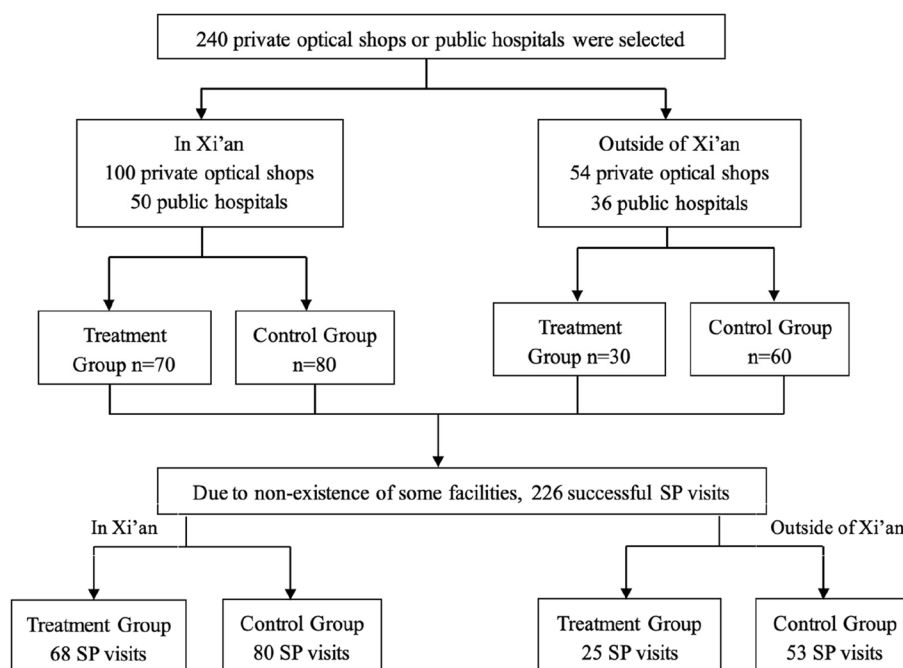 240 private optical shops or public hospitals were selected
In Xi'an
100 private optical shops
50 public hospitals
Outside of Xi'an
54 private optical shops
36 public hospitals
Treatment
Group n=70
Control Group
n=80
Treatment
Group n=30
Control Group
n=60
Due to non-existence of some facilities, 226 successful SP visits
In Xi'an
Outside of Xi'an
Treatment Group
68 SP visits
Control Group
80 SP visits
Treatment Group
25 SP visits
Control Group
53 SP visits